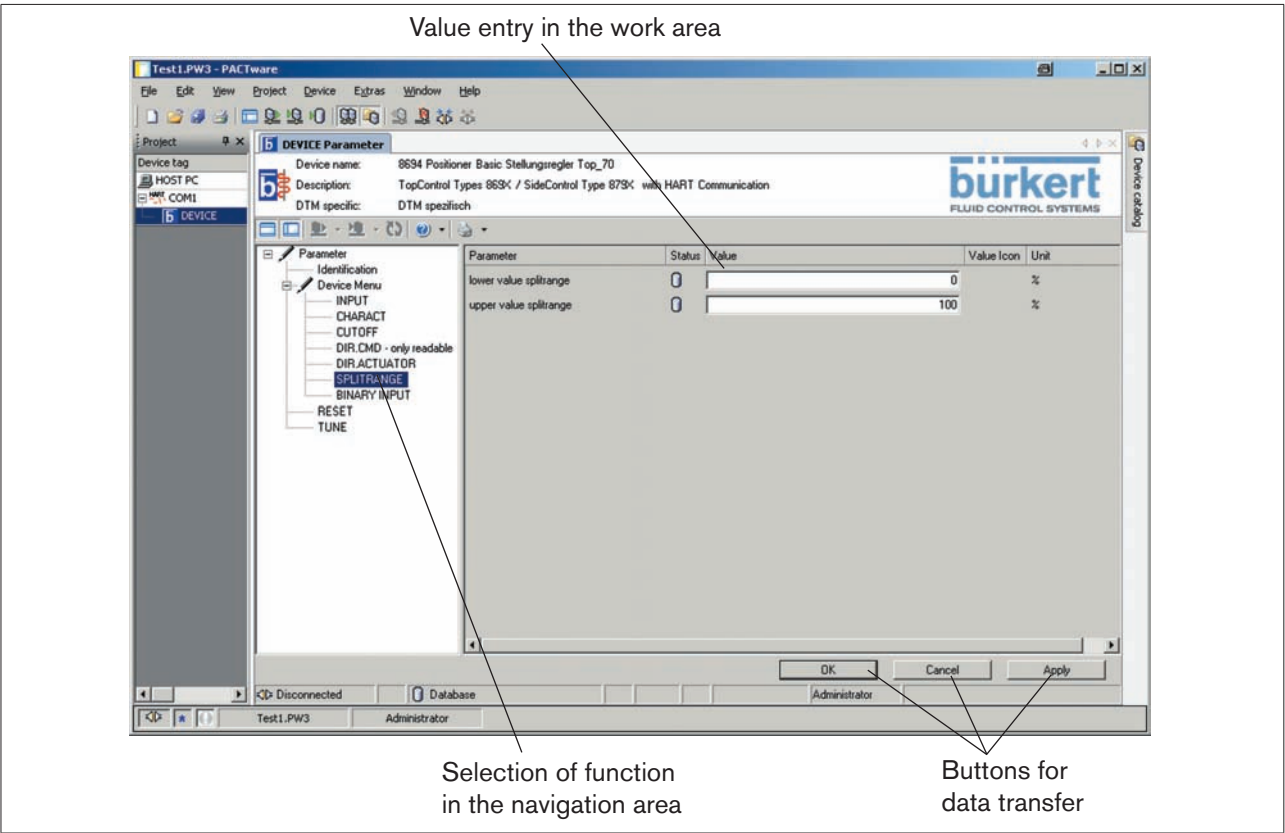 Value entry in the work area
Test1.PW3 - PACTware
File Edit View Project Device Extras Window Help
Project
Device tag
HOST PC
HART COM1
DEVICE
DEVICE Parameter
Device name: 8694 Positioner Basic Stellungsregler Top_70
Description: TopControl Types 869X / SideControl Type 879X with HART Communication
DTM specific: DTM spezifisch
burkert
FLUID CONTROL SYSTEMS
Device catalog
Parameter
Identification
Device Menu
INPUT
CHARACT
CUTOFF
DIR.CMD - only readable
DIR.ACTUATOR
SPLITRANGE
BINARY INPUT
RESET
TUNE
Parameter Status Value Value Icon Unit
lower value splitrange 0 %
upper value splitrange 100 %
OK Cancel Apply
Disconnected Database Administrator
Test1.PW3 Administrator
Selection of function
in the navigation area
Buttons for
data transfer